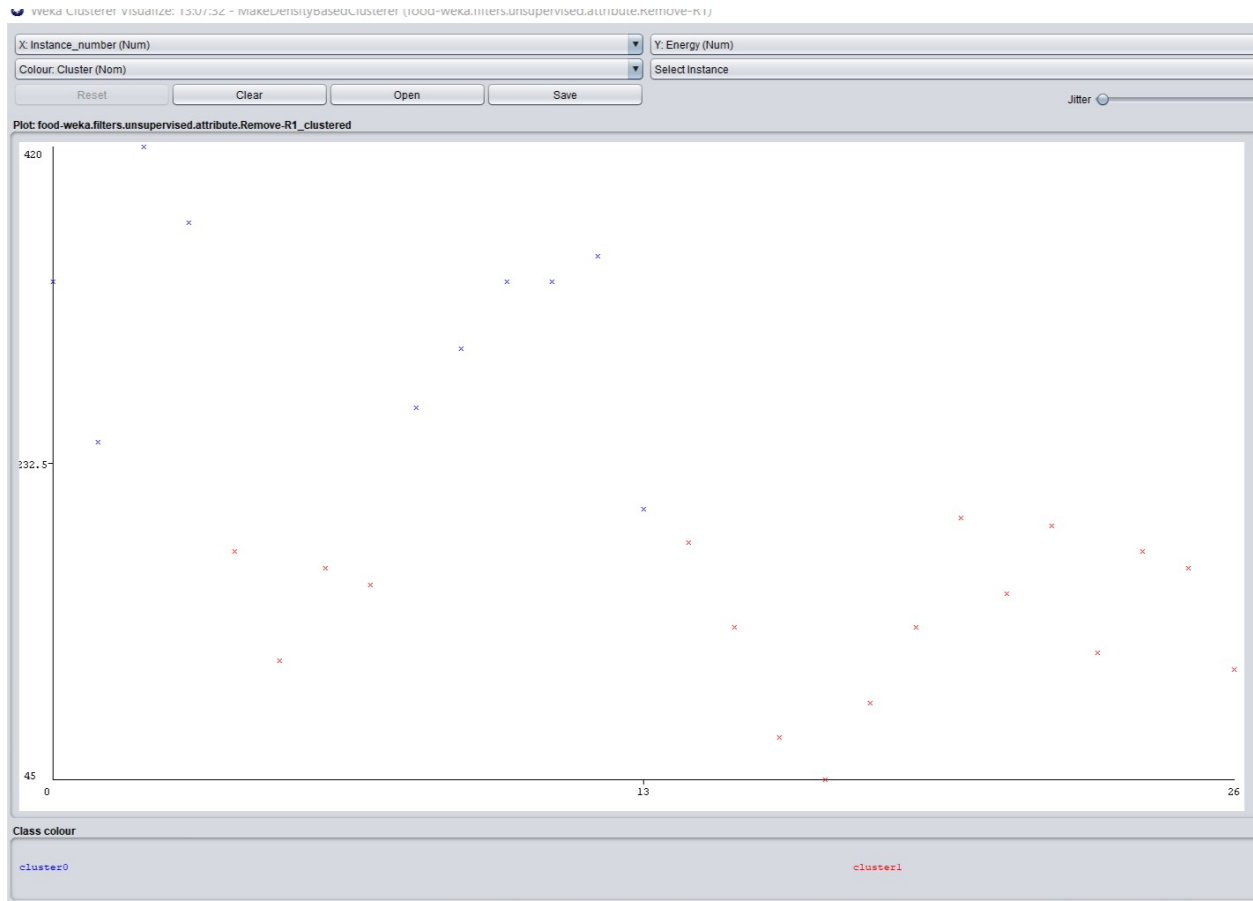 Weka Clusterer Visualize: 13:07:32 - MakeDensityBasedClusterer (food-weka.filters.unsupervised.attribute.Remove-R1)
X: Instance_number (Num)
Y: Energy (Num)
Colour: Cluster (Nom)
Select Instance
Reset
Clear
Open
Save
Jitter
Plot: food-weka.filters.unsupervised.attribute.Remove-R1_clustered
420
232.5
45
0
13
26
Class colour
cluster0
cluster1